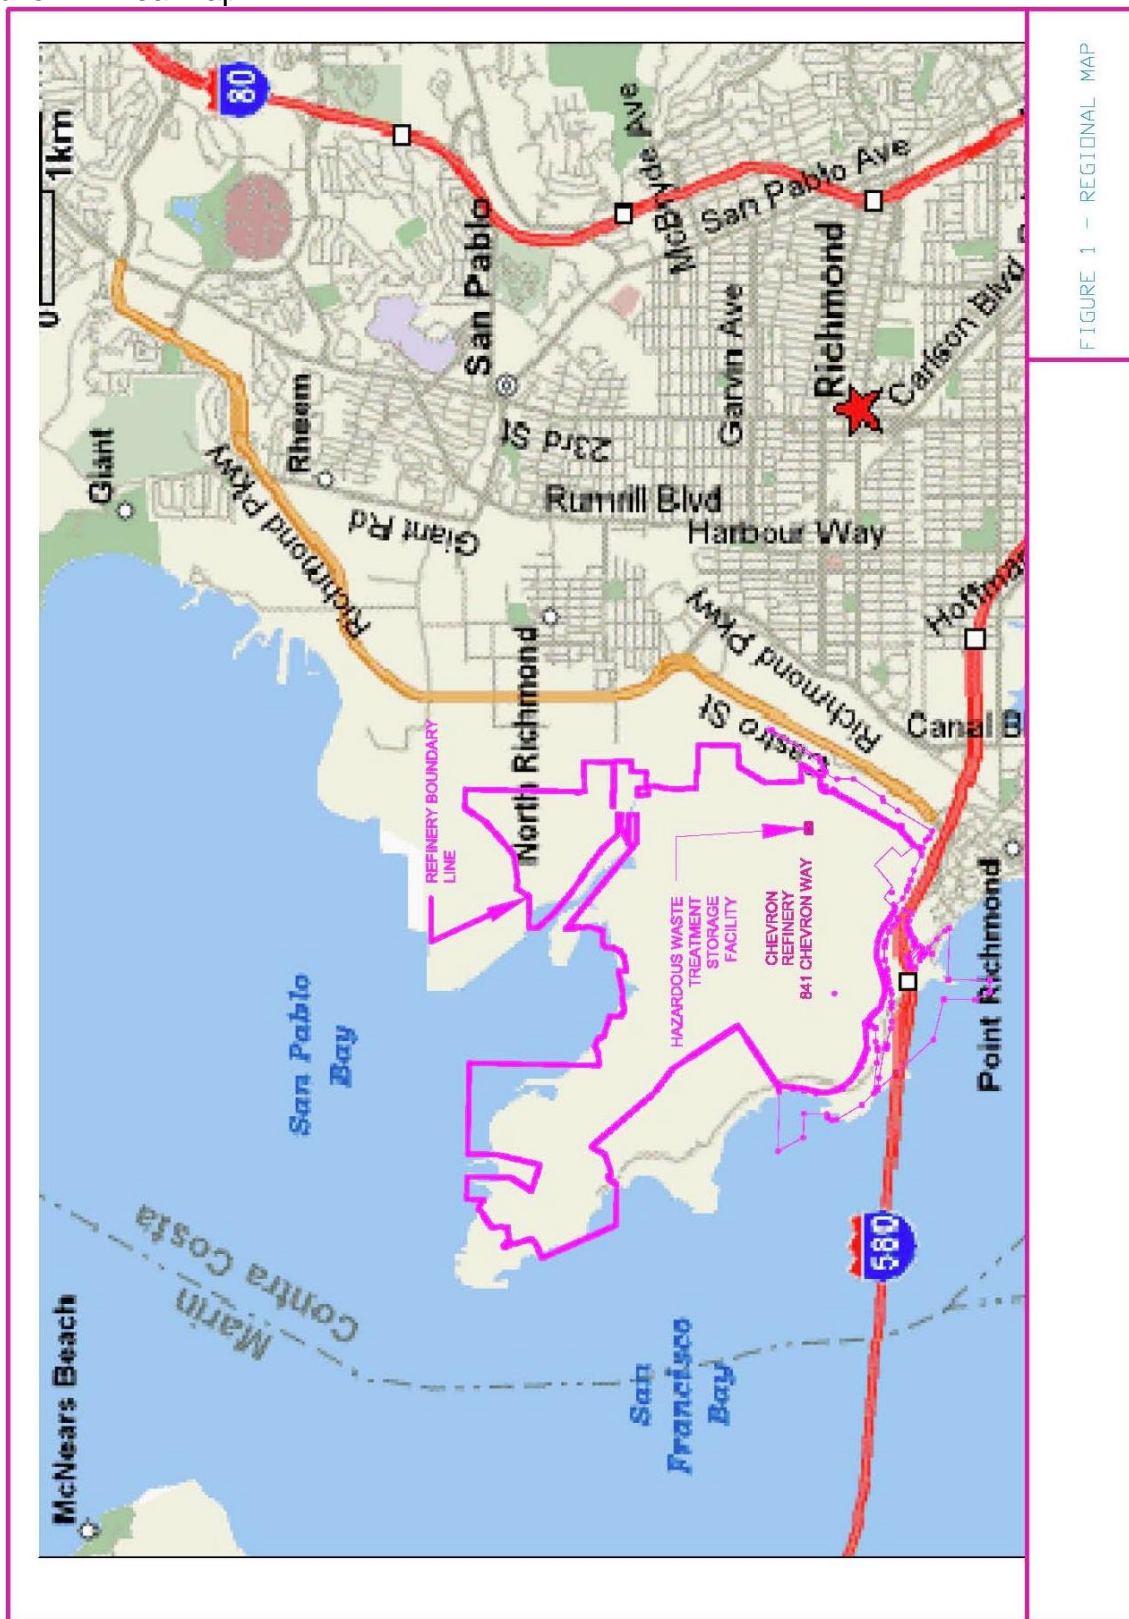 FIGURE 1 - REGIONAL MAP
0
1km
80
McBryde Ave
San Pablo Ave
San Pablo
Richmond
Garvin Ave
Carlson Blvd
23rd St
Rheem
Giant
Richmond Pkwy
Giant Rd
Rumrill Blvd
Harbour Way
North Richmond
Richmond Pkwy
Castro St
Canal
REFINERY BOUNDARY
LINE
HAZARDOUS WASTE
TREATMENT
STORAGE
FACILITY
CHEVRON
REFINERY
841 CHEVRON WAY
Point Richmond
San Pablo
Bay
Contra Costa
Marin
580
San
Francisco
Bay
McNears Beach